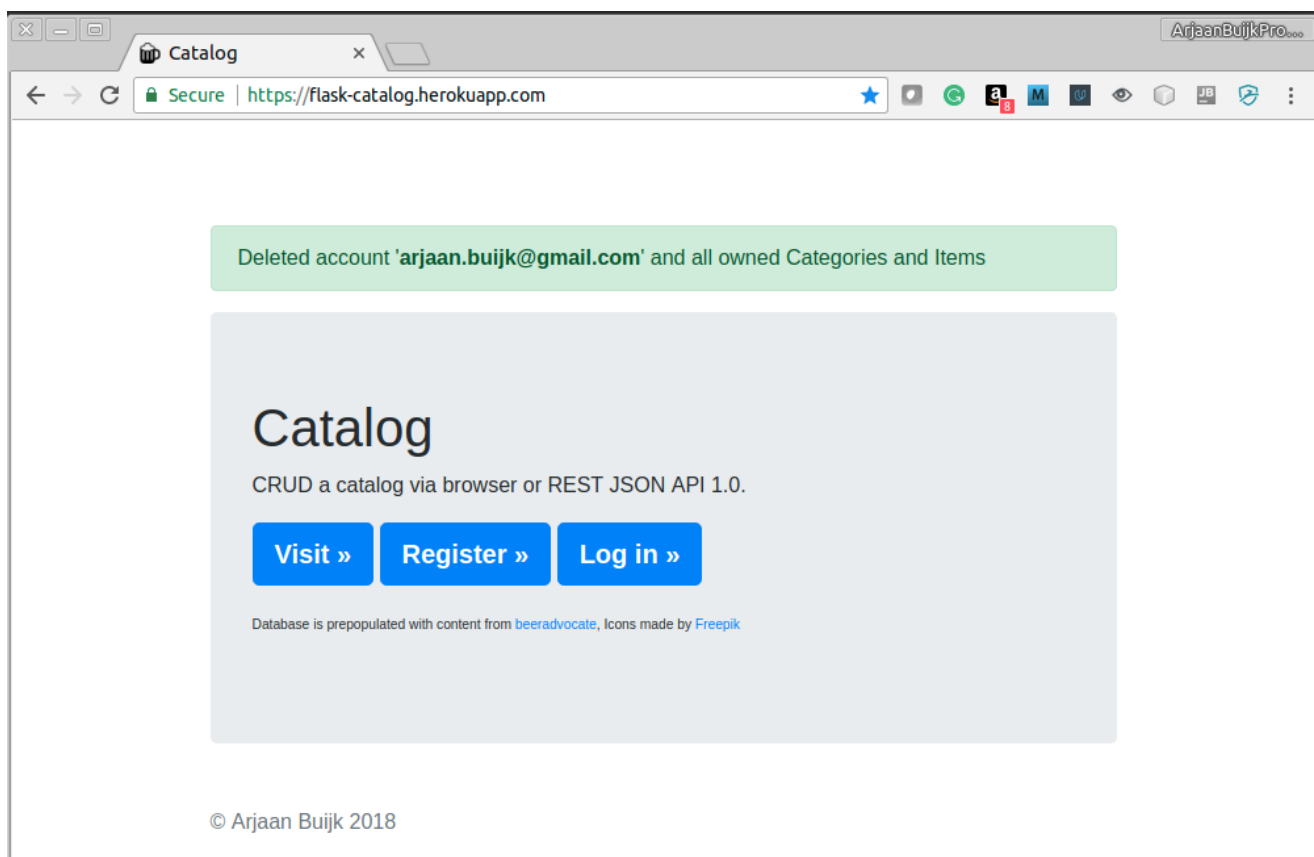 Catalog
ArjaanBuijkPro...
Secure | https://flask-catalog.herokuapp.com
a 8 M U JB
Deleted account 'arjaan.buijk@gmail.com' and all owned Categories and Items
Catalog
CRUD a catalog via browser or REST JSON API 1.0.
Visit » Register » Log in »
Database is prepopulated with content from beeradvocate, Icons made by Freepik
© Arjaan Buijk 2018